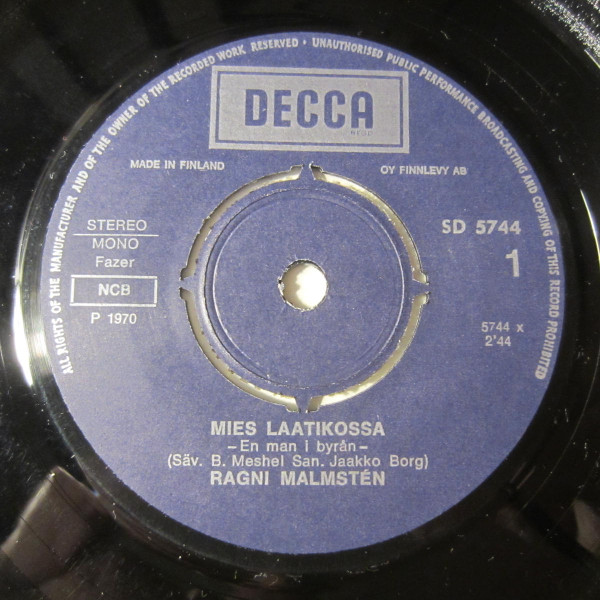 ALL RIGHTS OF THE MANUFACTURER AND OF THE OWNER OF THE RECORDED WORK RESERVED • UNAUTHORISED PUBLIC PERFORMANCE BROADCASTING AND COPYING OF THIS RECORD PROHIBITED
DECCA
MADE IN FINLAND
OY FINNLEVY AB
STEREO
MONO
Fazer
NCB
P 1970
SD 5744
1
5744 x
2'44
MIES LAATIKOSSA
–En man i byrån–
(Säv. B. Meshel San. Jaakko Borg)
RAGNI MALMSTÉN